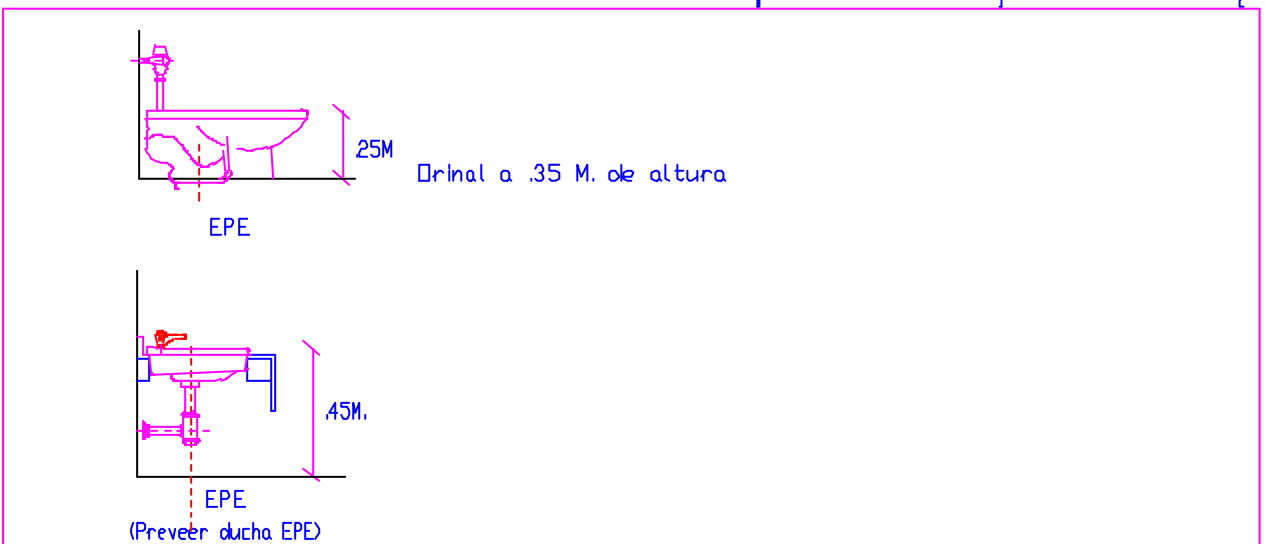 .25M
Orinal a .35 M. de altura
EPE
.45M.
EPE
(Preveer ducha EPE)